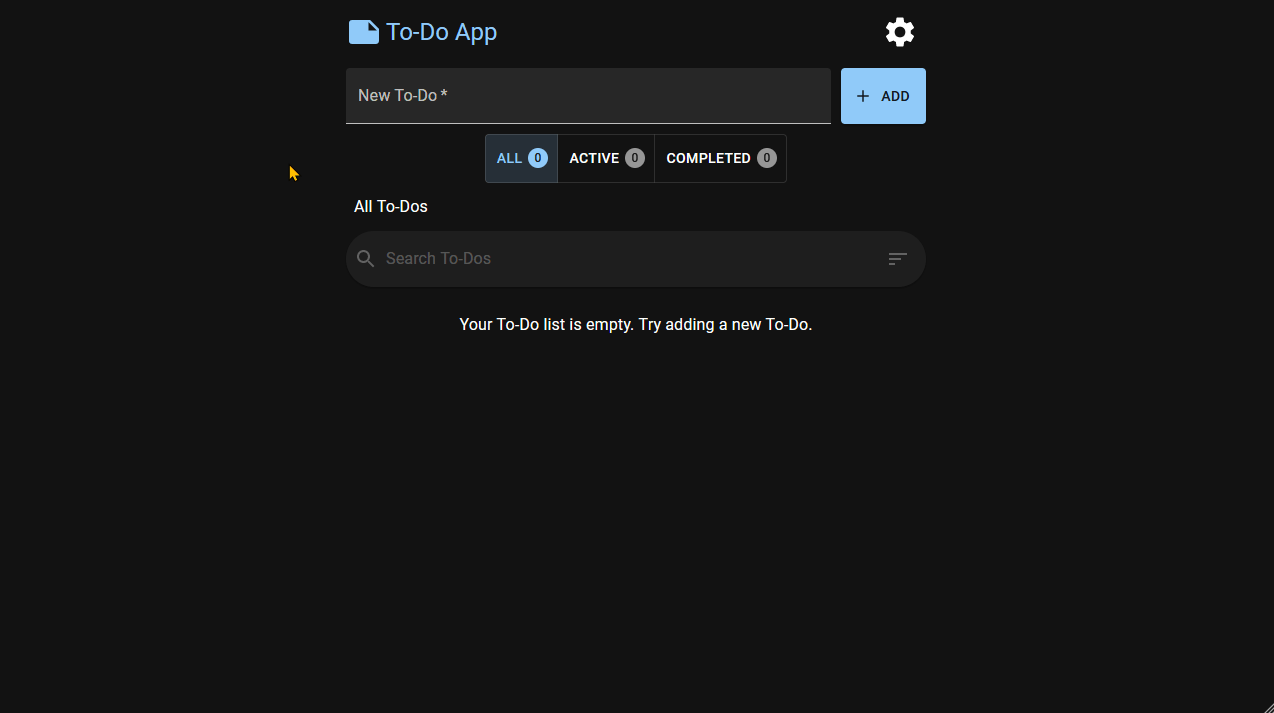 To-Do App
New To-Do *
+ ADD
ALL 0 ACTIVE 0 COMPLETED 0
All To-Dos
Search To-Dos
Your To-Do list is empty. Try adding a new To-Do.